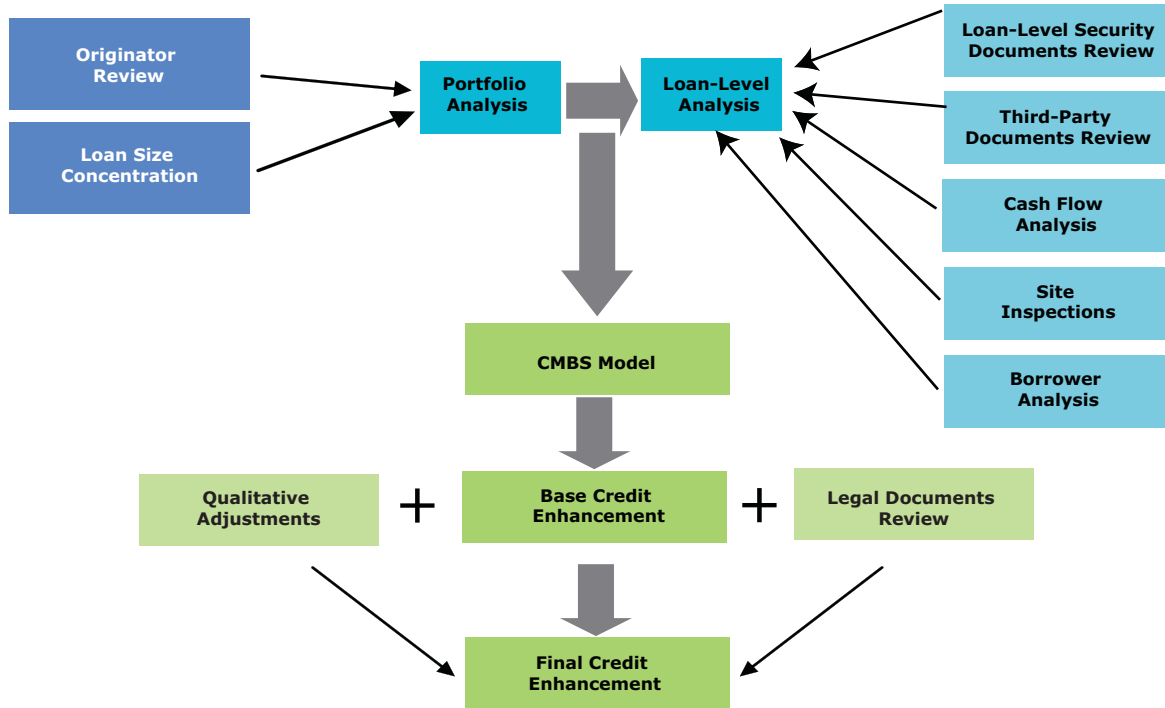 Originator
Review
Loan Size
Concentration
Portfolio
Analysis
Loan-Level
Analysis
Loan-Level Security
Documents Review
Third-Party
Documents Review
Cash Flow
Analysis
Site
Inspections
Borrower
Analysis
CMBS Model
Qualitative
Adjustments
+
Base Credit
Enhancement
+
Legal Documents
Review
Final Credit
Enhancement